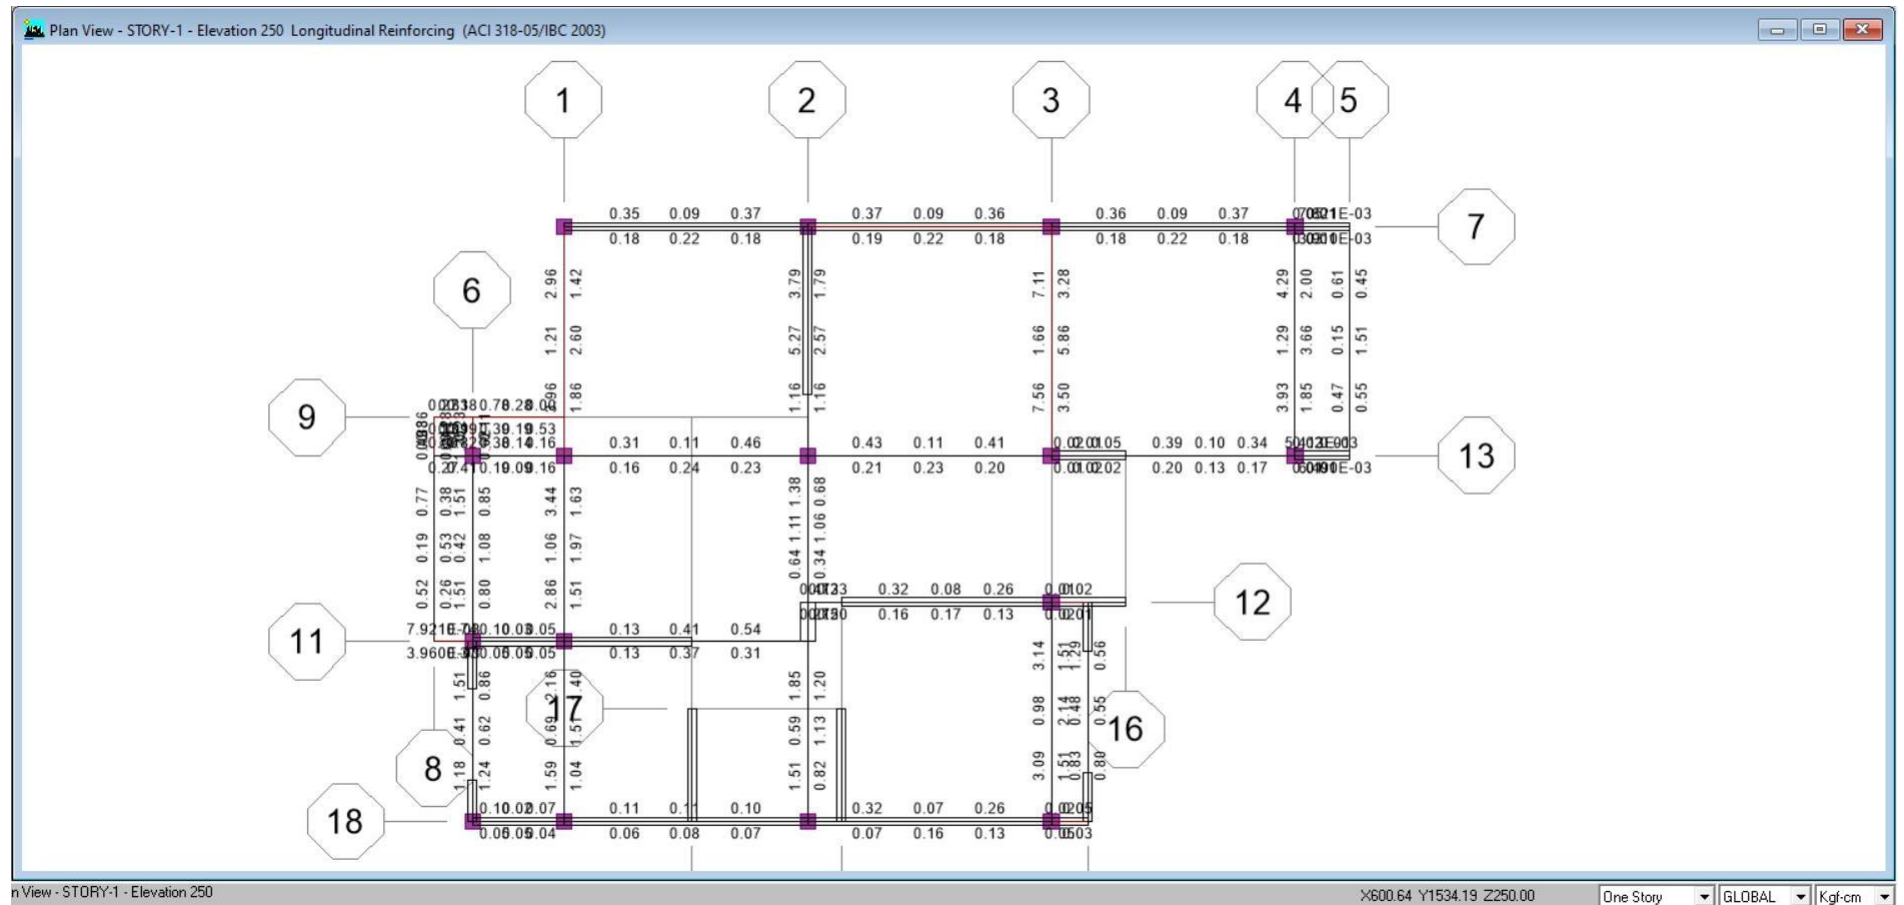 Plan View - STORY-1 - Elevation 250 Longitudinal Reinforcing (ACI 318-05/IBC 2003)
1 2 3 4 5
0.35 0.09 0.37 0.37 0.09 0.36 0.36 0.09 0.37
7
0.18 0.22 0.18 0.19 0.22 0.18 0.18 0.22 0.18
6
2.96 1.42 3.79 1.79 7.11 3.28 4.29 2.00 0.61 0.45
1.21 2.60 5.27 2.57 1.66 5.86 1.29 3.66 0.15 1.51
1.86 1.16 1.16 7.56 3.50 3.93 1.85 0.47 0.55
9
0.31 0.11 0.46 0.43 0.11 0.41 0.39 0.10 0.34
13
0.16 0.24 0.23 0.21 0.23 0.20 0.20 0.13 0.17
0.77 0.38 1.51 0.85 3.44 1.63 1.38 0.68
0.19 0.53 0.42 1.08 1.06 1.97 1.11 1.06
0.52 0.26 1.51 0.80 2.86 1.51 0.64 0.34
0.32 0.08 0.26
12
0.16 0.17 0.13
0.13 0.41 0.54
11
0.13 0.37 0.31
3.14 1.51 1.29 0.56
1.51 0.86 2.16 1.85 1.20
17
0.98 2.14 0.48 0.55
16
0.41 0.62 0.69 0.59 1.13
8
1.18 1.24 1.59 1.04 1.51 0.82 3.09 1.51 0.83 0.80
0.11 0.10 0.32 0.07 0.26
18
0.06 0.08 0.07 0.07 0.16 0.13
n View - STORY-1 - Elevation 250
X600.64 Y1534.19 Z250.00
One Story
GLOBAL
Kgf-cm